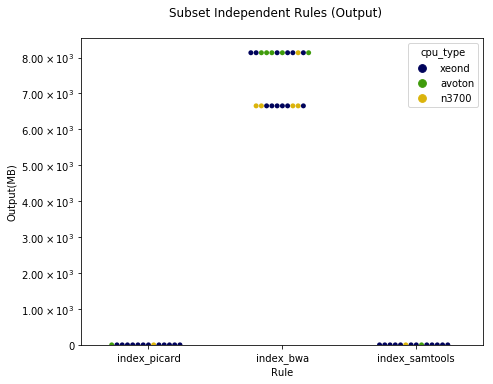 Subset Independent Rules (Output)
cpu_type
xeond
avoton
n3700
8.00 × 10³
7.00 × 10³
6.00 × 10³
5.00 × 10³
4.00 × 10³
3.00 × 10³
2.00 × 10³
1.00 × 10³
0
Output(MB)
index_picard index_bwa index_samtools
Rule